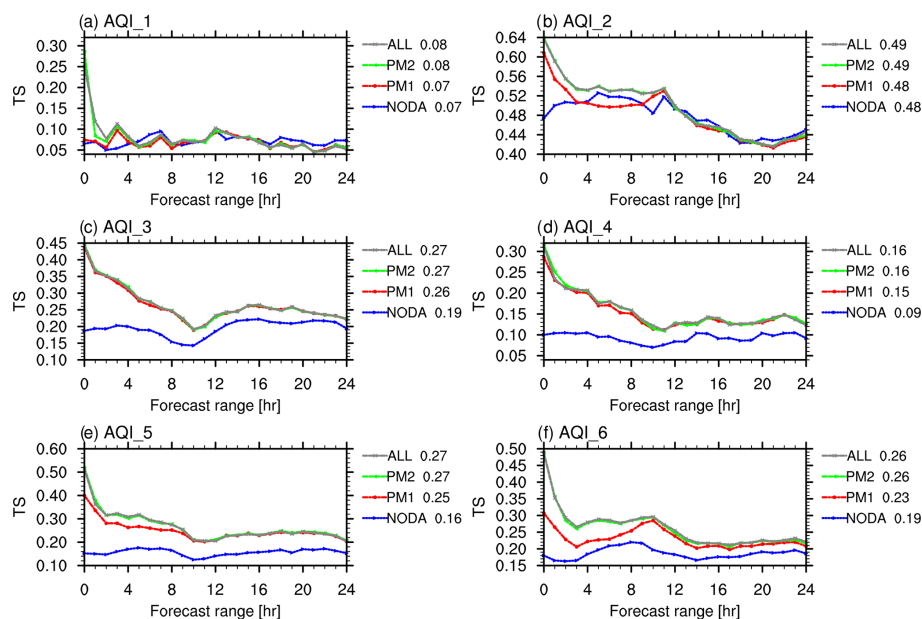 (a) AQI_1
0.30
0.25
0.20
0.15
0.10
0.05
TS
0 4 8 12 16 20 24
Forecast range [hr]
ALL 0.08
PM2 0.08
PM1 0.07
NODA 0.07
(b) AQI_2
0.64
0.60
0.56
0.52
0.48
0.44
0.40
TS
0 4 8 12 16 20 24
Forecast range [hr]
ALL 0.49
PM2 0.49
PM1 0.48
NODA 0.48
(c) AQI_3
0.45
0.40
0.35
0.30
0.25
0.20
0.15
0.10
TS
0 4 8 12 16 20 24
Forecast range [hr]
ALL 0.27
PM2 0.27
PM1 0.26
NODA 0.19
(d) AQI_4
0.30
0.25
0.20
0.15
0.10
0.05
TS
0 4 8 12 16 20 24
Forecast range [hr]
ALL 0.16
PM2 0.16
PM1 0.15
NODA 0.09
(e) AQI_5
0.60
0.50
0.40
0.30
0.20
0.10
TS
0 4 8 12 16 20 24
Forecast range [hr]
ALL 0.27
PM2 0.27
PM1 0.25
NODA 0.16
(f) AQI_6
0.50
0.45
0.40
0.35
0.30
0.25
0.20
0.15
TS
0 4 8 12 16 20 24
Forecast range [hr]
ALL 0.26
PM2 0.26
PM1 0.23
NODA 0.19